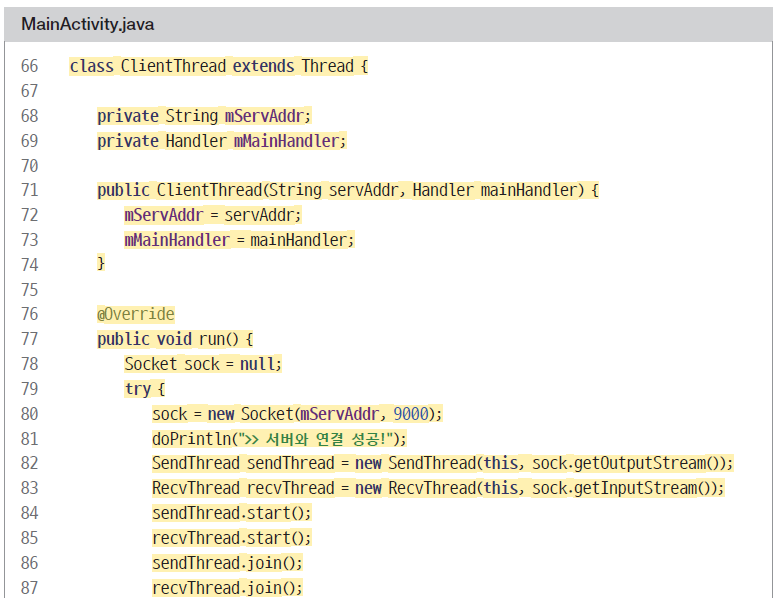 MainActivity.java
66 class ClientThread extends Thread {
67
68 private String mServAddr;
69 private Handler mMainHandler;
70
71 public ClientThread(String servAddr, Handler mainHandler) {
72 mServAddr = servAddr;
73 mMainHandler = mainHandler;
74 }
75
76 @Override
77 public void run() {
78 Socket sock = null;
79 try {
80 sock = new Socket(mServAddr, 9000);
81 doPrintln(">> 서버와 연결 성공!");
82 SendThread sendThread = new SendThread(this, sock.getOutputStream());
83 RecvThread recvThread = new RecvThread(this, sock.getInputStream());
84 sendThread.start();
85 recvThread.start();
86 sendThread.join();
87 recvThread.join();